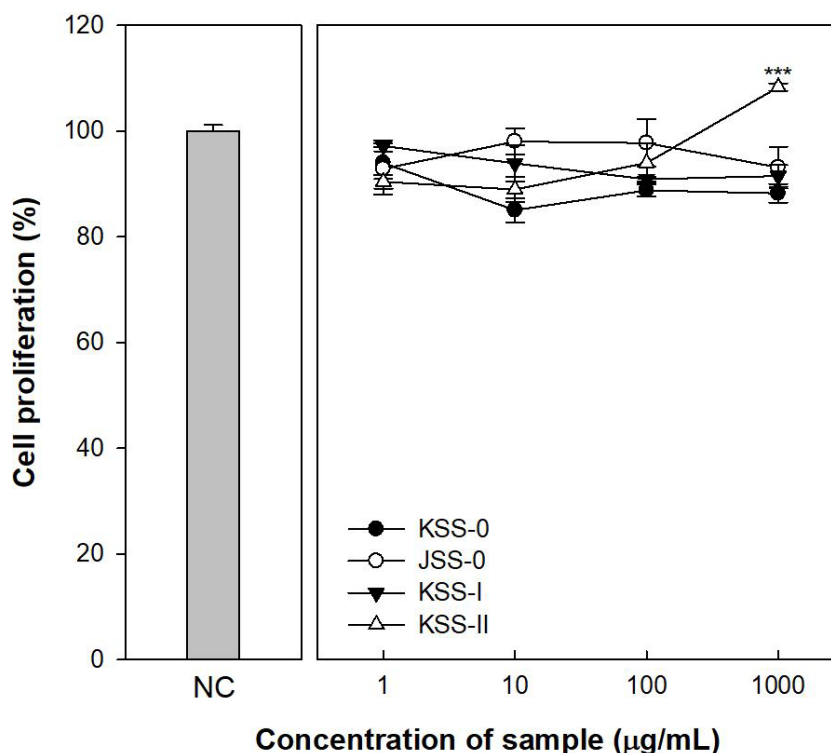 120
100
80
60
40
20
0
Cell proliferation (%)
***
KSS-0
JSS-0
KSS-I
KSS-II
NC
1 10 100 1000
Concentration of sample (μg/mL)